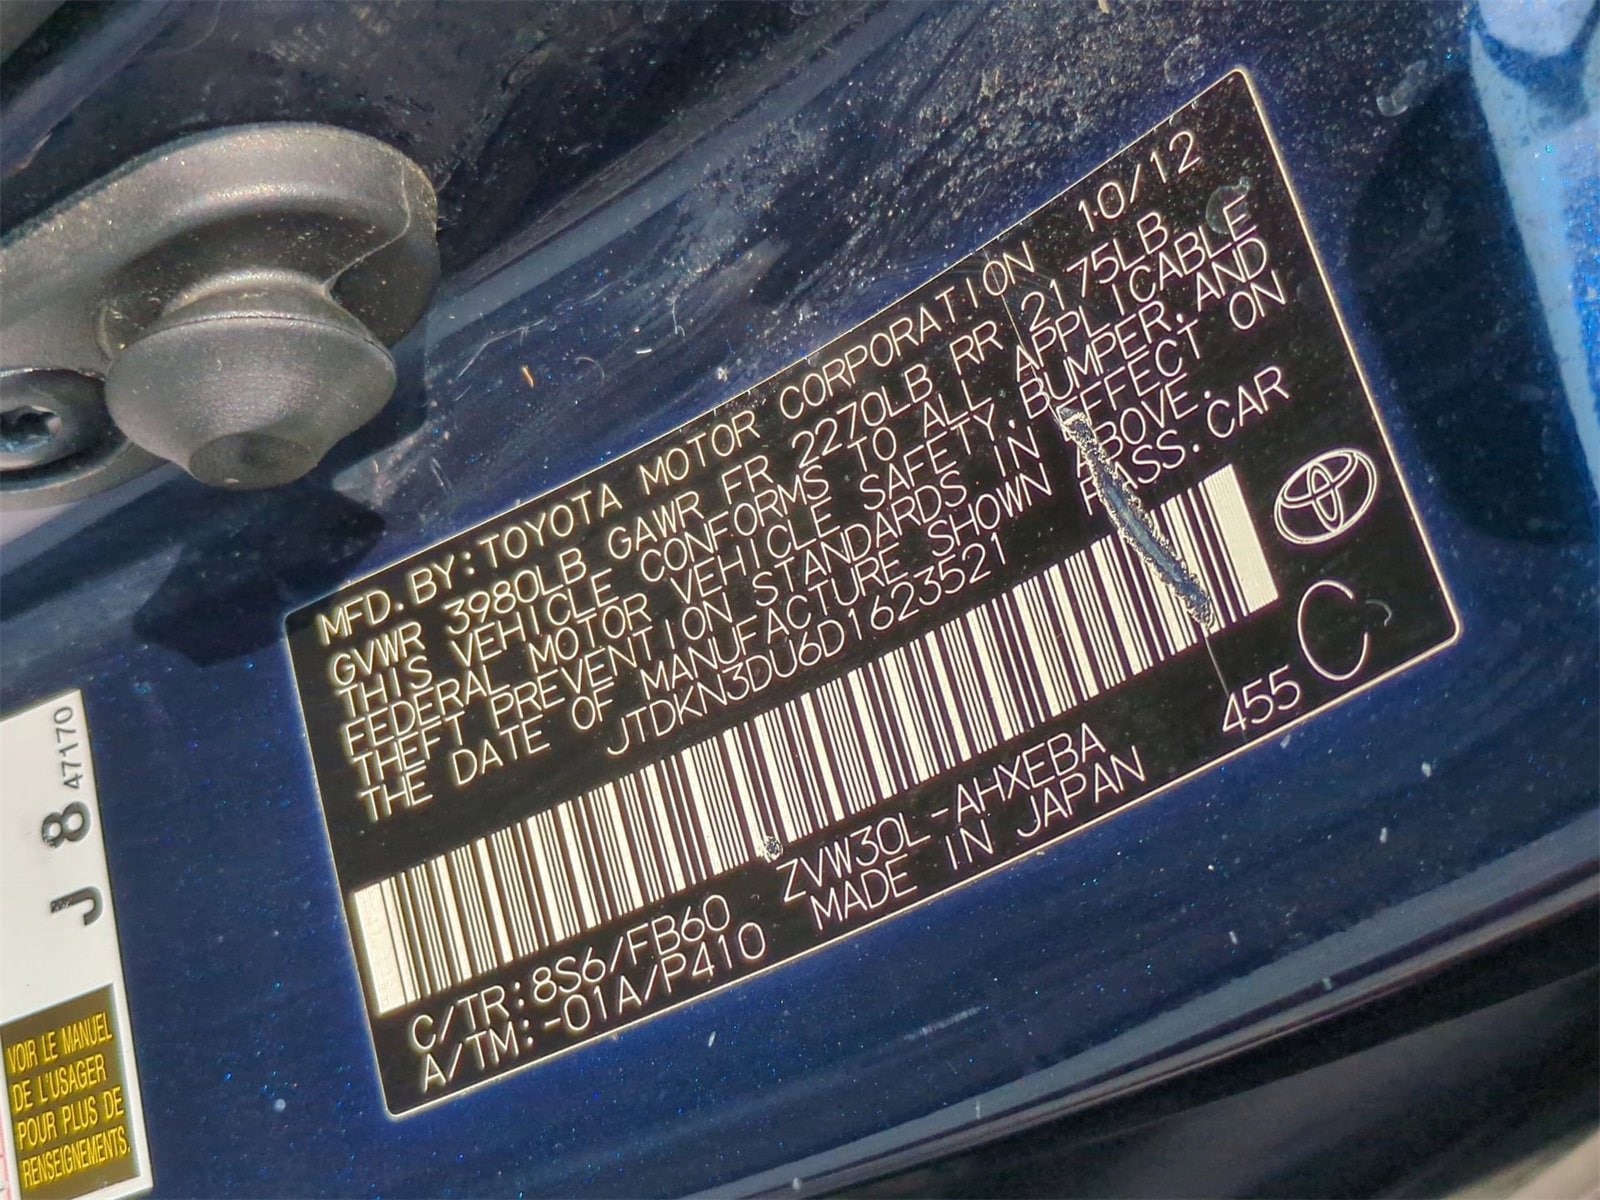 MFD. BY: TOYOTA MOTOR CORPORATION 10/12
GVWR 3980LB GAWR FR 2270LB RR 2175LB
THIS VEHICLE CONFORMS TO ALL APPLICABLE
FEDERAL MOTOR VEHICLE SAFETY, BUMPER, AND
THEFT PREVENTION STANDARDS IN EFFECT ON
THE DATE OF MANUFACTURE SHOWN ABOVE.
JTDKN3DU6D1623521 PASS. CAR
C/TR: 8S6/FB60 ZVW30L-AHXEBA 455 C
A/TM: -01A/P410 MADE IN JAPAN
J 8 47170
VOIR LE MANUEL
DE L'USAGER
POUR PLUS DE
RENSEIGNEMENTS.